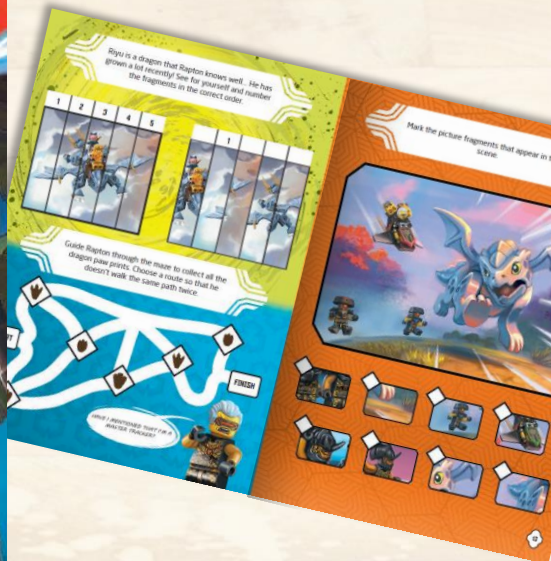 Riyu is a dragon that Rapton knows well. . He has
grown a lot recently! See for yourself and number
the fragments in the correct order.
1 2 3 4 5
1
Guide Rapton through the maze to collect all the
dragon paw prints. Choose a route so that he
doesn't walk the same path twice.
FINISH
HAVE I MENTIONED THAT I'M A
MASTER TRACKER?
Mark the picture fragments that appear in
scene.